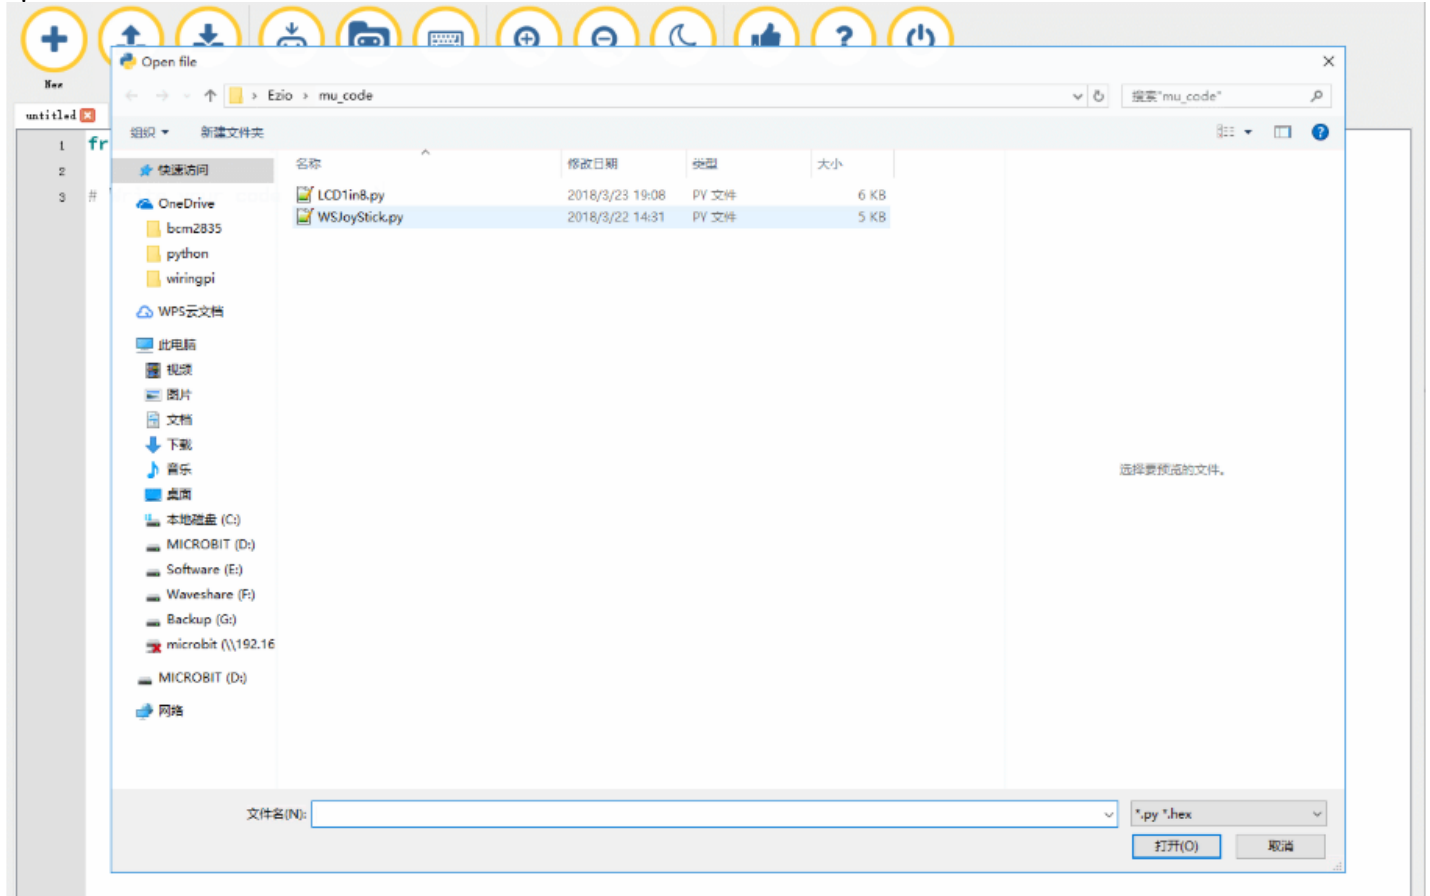 New
Open file
Ezio > mu_code
搜索"mu_code"
untitled
组织 新建文件夹
1 fr
2
3 #
快速访问
名称 修改日期 类型 大小
LCD1in8.py 2018/3/23 19:08 PY 文件 6 KB
WSJoyStick.py 2018/3/22 14:31 PY 文件 5 KB
OneDrive
bcm2835
python
wiringpi
WPS云文档
此电脑
视频
图片
文档
下载
音乐
选择要预览的文件。
桌面
本地磁盘 (C:)
MICROBIT (D:)
Software (E:)
Waveshare (F:)
Backup (G:)
microbit (\\192.16
MICROBIT (D:)
网络
文件名(N):
*.py *.hex
打开(O) 取消